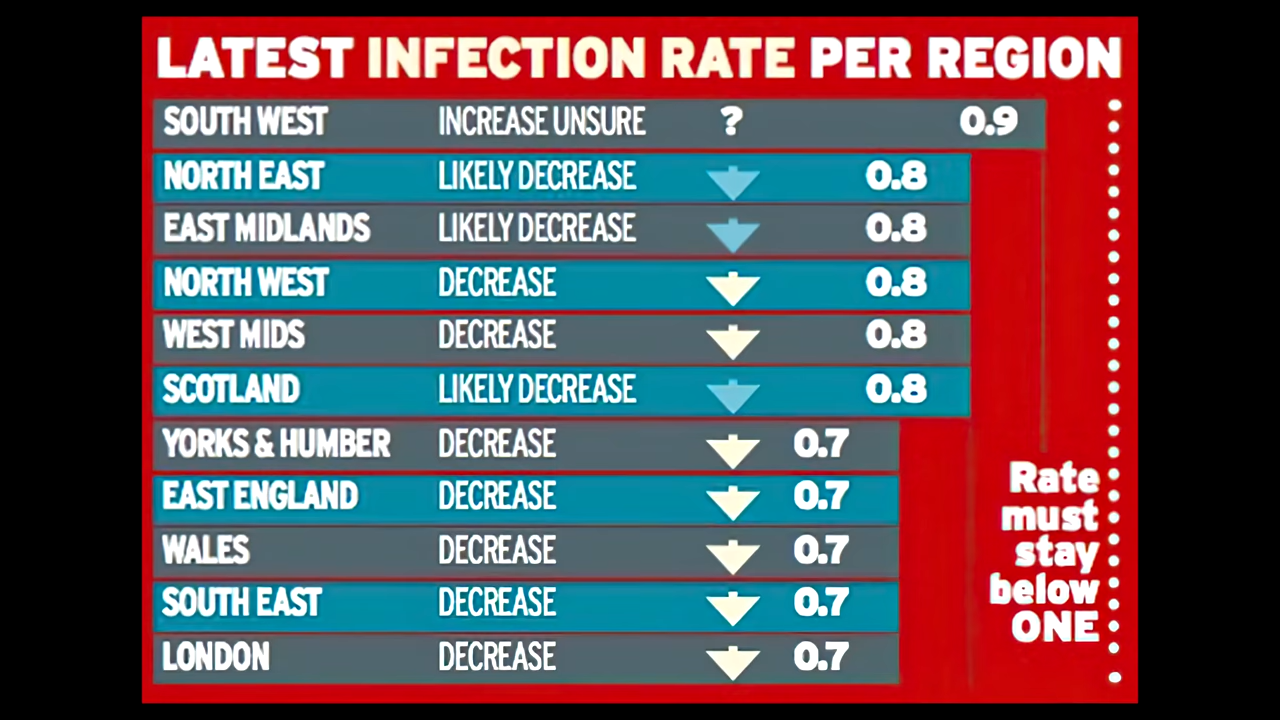 LATEST INFECTION RATE PER REGION
SOUTH WEST INCREASE UNSURE ? 0.9
NORTH EAST LIKELY DECREASE 0.8
EAST MIDLANDS LIKELY DECREASE 0.8
NORTH WEST DECREASE 0.8
WEST MIDS DECREASE 0.8
SCOTLAND LIKELY DECREASE 0.8
YORKS & HUMBER DECREASE 0.7
EAST ENGLAND DECREASE 0.7
WALES DECREASE 0.7
SOUTH EAST DECREASE 0.7
LONDON DECREASE 0.7
Rate
must
stay
below
ONE